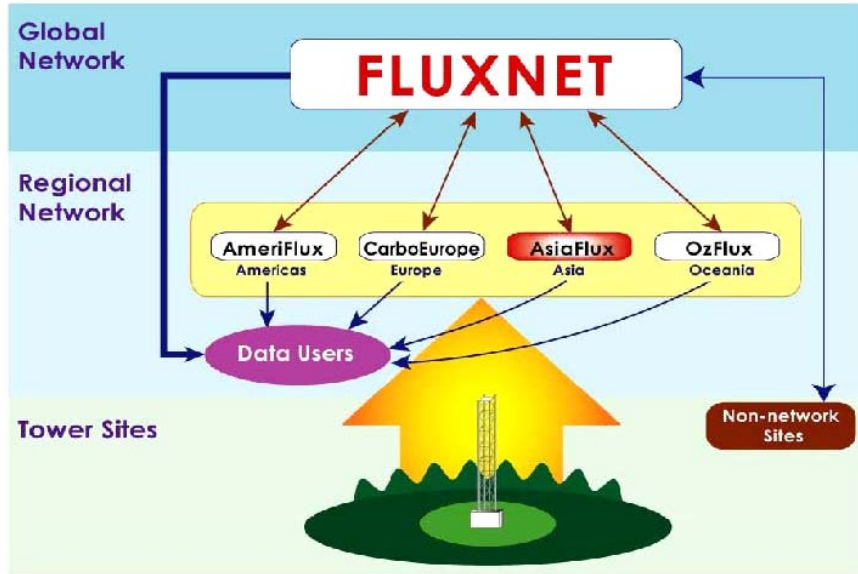 Global
Network
FLUXNET
Regional
Network
AmeriFlux
Americas
CarboEurope
Europe
AsiaFlux
Asia
OzFlux
Oceania
Data Users
Tower Sites
Non-network
Sites